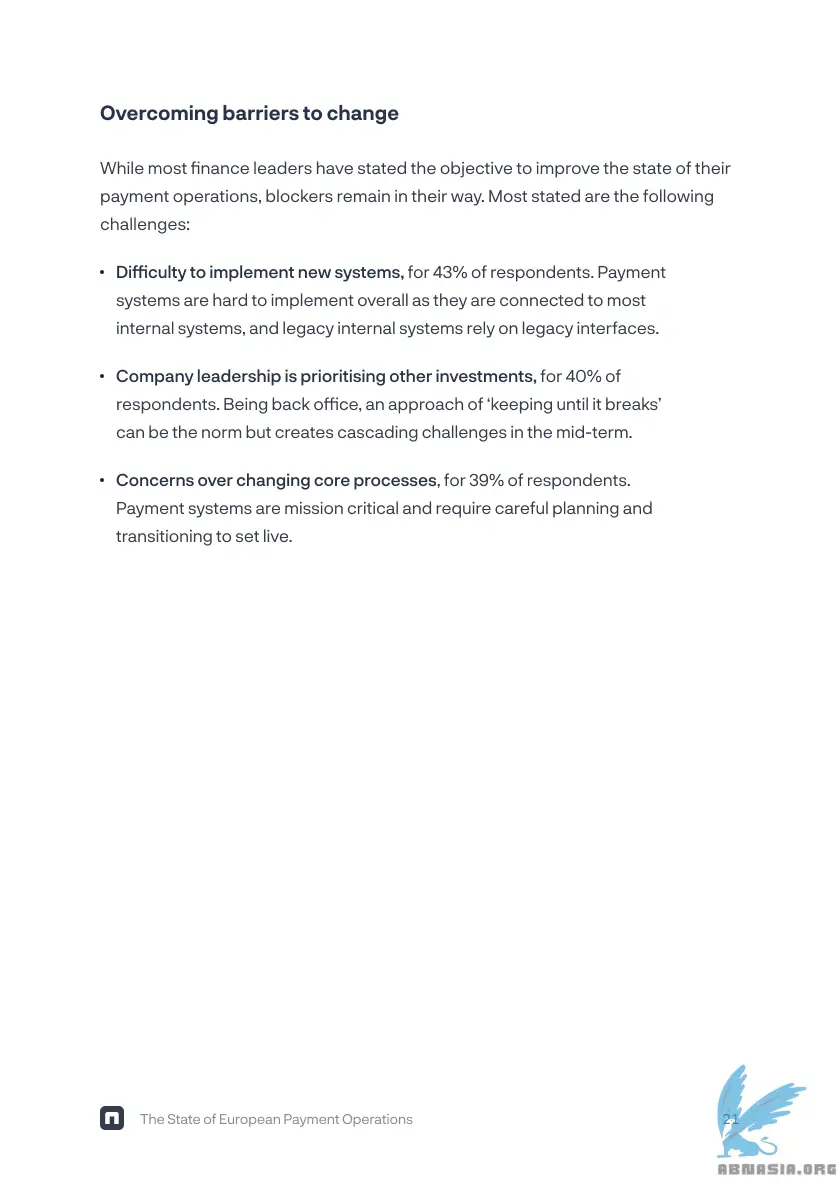 Overcoming barriers to change
While most finance leaders have stated the objective to improve the state of their
payment operations, blockers remain in their way. Most stated are the following
challenges:
• Difficulty to implement new systems, for 43% of respondents. Payment
systems are hard to implement overall as they are connected to most
internal systems, and legacy internal systems rely on legacy interfaces.
• Company leadership is prioritising other investments, for 40% of
respondents. Being back office, an approach of ‘keeping until it breaks’
can be the norm but creates cascading challenges in the mid-term.
• Concerns over changing core processes, for 39% of respondents.
Payment systems are mission critical and require careful planning and
transitioning to set live.
The State of European Payment Operations
21
ABNASIA.ORG